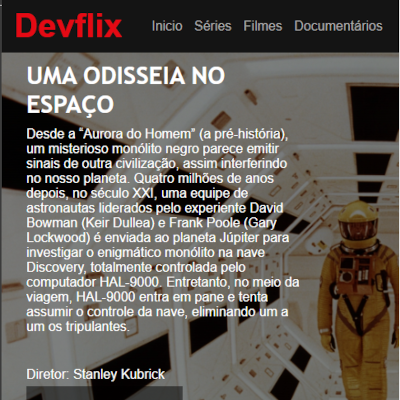 Devflix
Inicio Séries Filmes Documentários
UMA ODISSEIA NO
ESPAÇO
Desde a “Aurora do Homem” (a pré-história),
um misterioso monólito negro parece emitir
sinais de outra civilização, assim interferindo
no nosso planeta. Quatro milhões de anos
depois, no século XXI, uma equipe de
astronautas liderados pelo experiente David
Bowman (Keir Dullea) e Frank Poole (Gary
Lockwood) é enviada ao planeta Júpiter para
investigar o enigmático monólito na nave
Discovery, totalmente controlada pelo
computador HAL-9000. Entretanto, no meio da
viagem, HAL-9000 entra em pane e tenta
assumir o controle da nave, eliminando um a
um os tripulantes.
Diretor: Stanley Kubrick